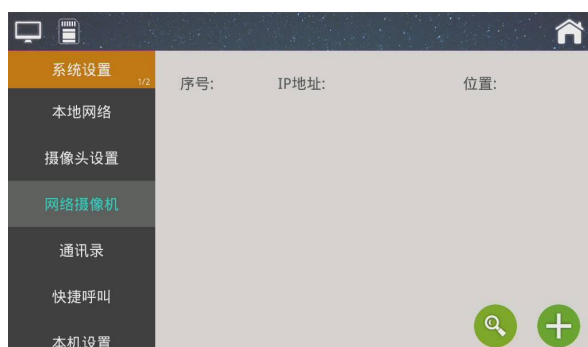 系统设置
1/2
序号: IP地址: 位置:
本地网络
摄像头设置
网络摄像机
通讯录
快捷呼叫
本机设置